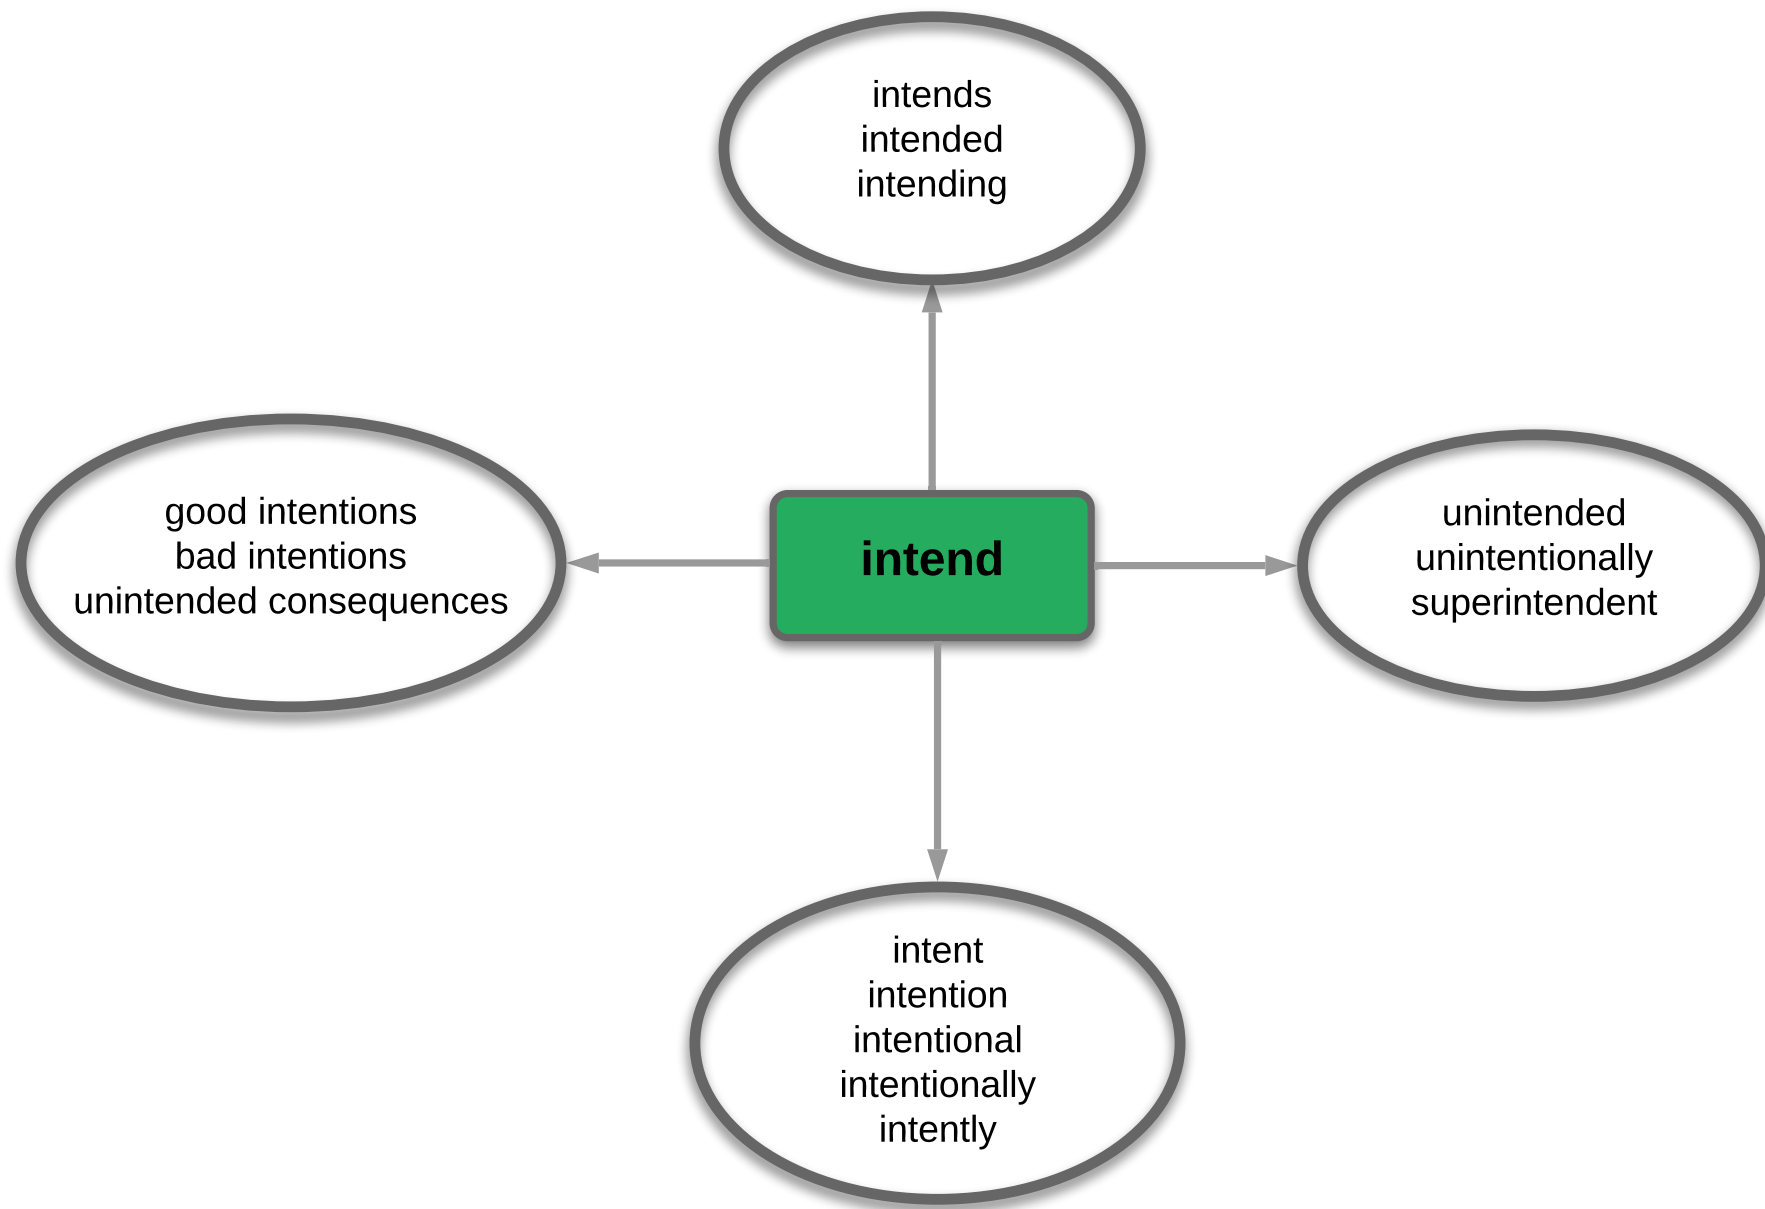 intends
intended
intending
good intentions
bad intentions
unintended consequences
intend
unintended
unintentionally
superintendent
intent
intention
intentional
intentionally
intently